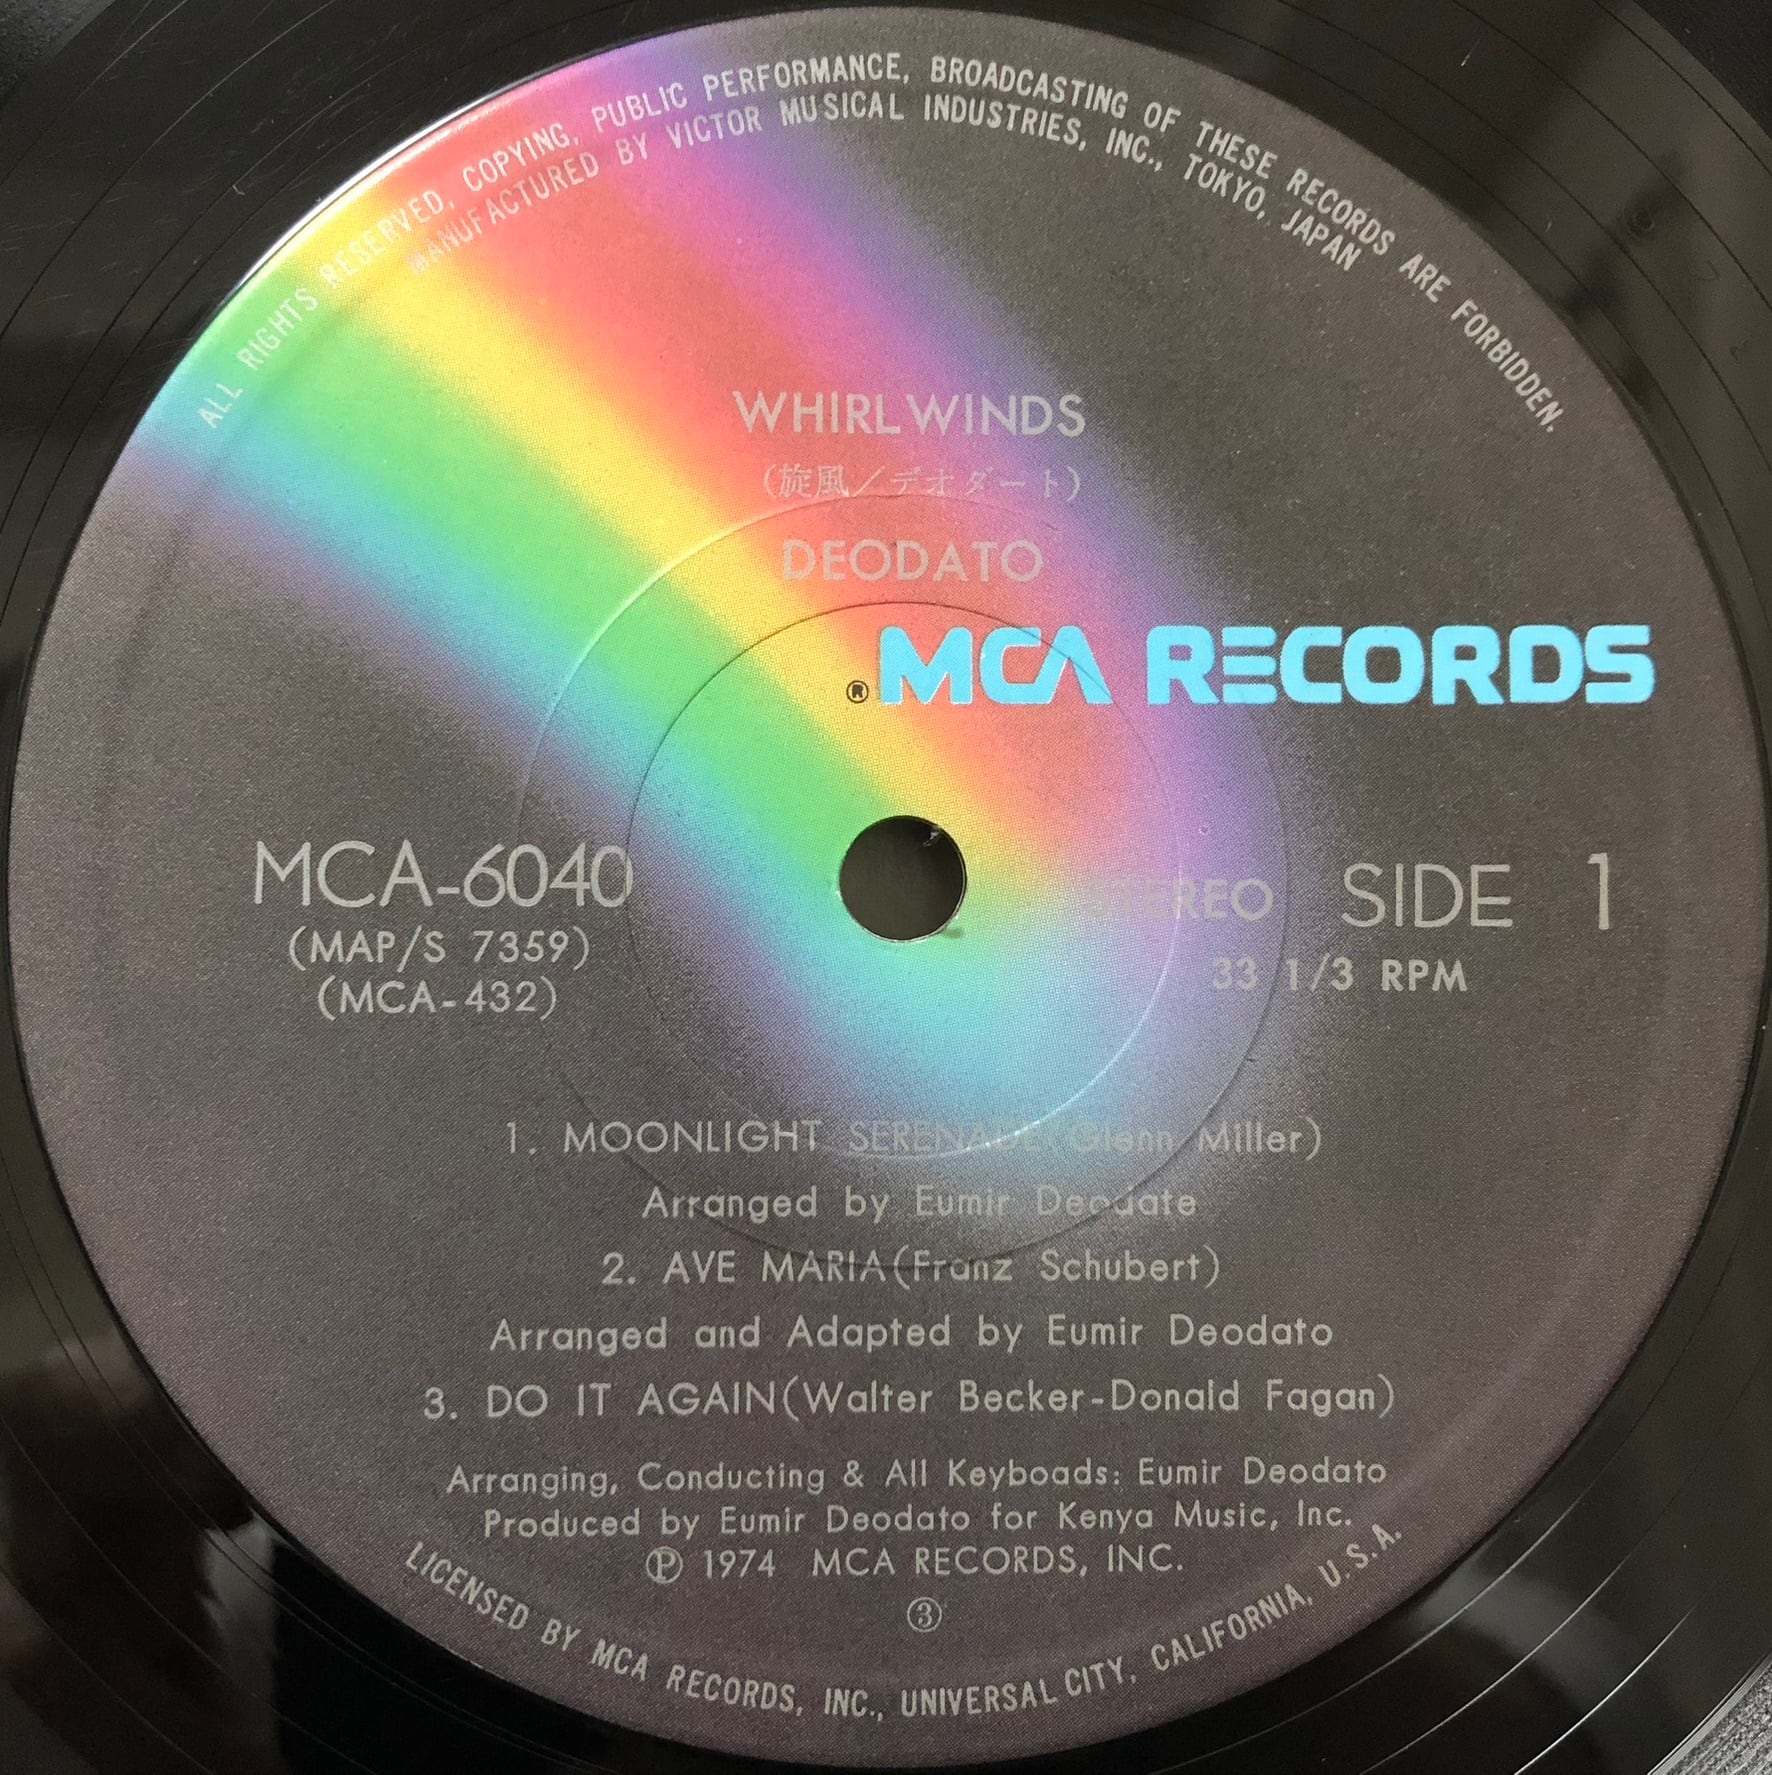 ALL RIGHTS RESERVED, COPYING, PUBLIC PERFORMANCE, BROADCASTING OF THESE RECORDS ARE FORBIDDEN,
MANUFACTURED BY VICTOR MUSICAL INDUSTRIES, INC., TOKYO, JAPAN
WHIRLWINDS
(旋風/デオダート)
DEODATO
® MCA RECORDS
MCA-6040
(MAP/S 7359)
(MCA-432)
STEREO SIDE 1
33 1/3 RPM
1. MOONLIGHT SERENADE(Glenn Miller)
Arranged by Eumir Deodate
2. AVE MARIA(Franz Schubert)
Arranged and Adapted by Eumir Deodato
3. DO IT AGAIN(Walter Becker-Donald Fagan)
Arranging, Conducting & All Keyboads: Eumir Deodato
Produced by Eumir Deodato for Kenya Music, Inc.
Ⓟ 1974 MCA RECORDS, INC.
③
LICENSED BY MCA RECORDS, INC., UNIVERSAL CITY, CALIFORNIA, U.S.A.